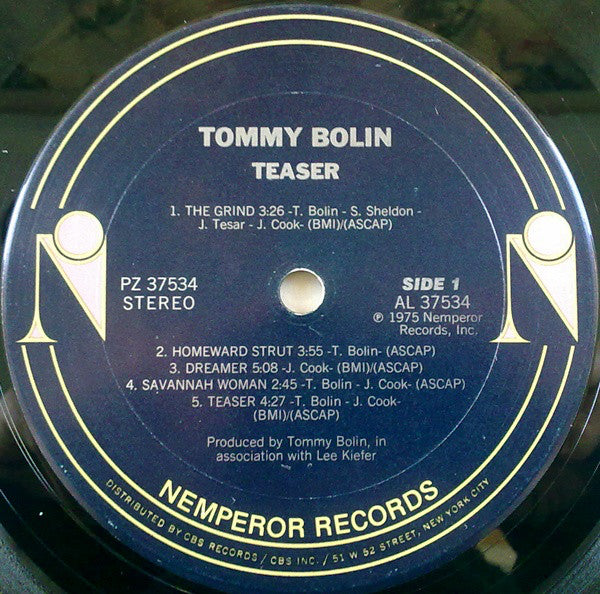 TOMMY BOLIN
TEASER
1. THE GRIND 3:26 -T. Bolin - S. Sheldon -
J. Tesar - J. Cook- (BMI)/(ASCAP)
PZ 37534
STEREO
SIDE 1
AL 37534
℗ 1975 Nemperor
Records, Inc.
2. HOMEWARD STRUT 3:55 -T. Bolin- (ASCAP)
3. DREAMER 5:08 -J. Cook- (BMI)/(ASCAP)
4. SAVANNAH WOMAN 2:45 -T. Bolin - J. Cook- (ASCAP)
5. TEASER 4:27 -T. Bolin - J. Cook-
(BMI)/(ASCAP)
Produced by Tommy Bolin, in
association with Lee Kiefer
NEMPEROR RECORDS
DISTRIBUTED BY CBS RECORDS / CBS INC. / 51 W 52 STREET, NEW YORK CITY